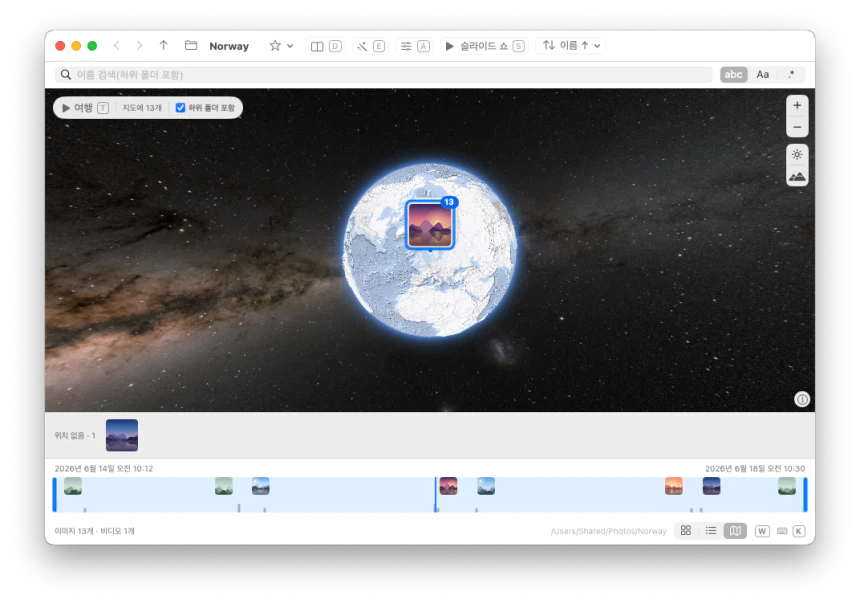 Norway
D
E
A
슬라이드 쇼 S
이름
이름 검색(하위 폴더 포함)
abc Aa .*
여행 T 지도에 13개 하위 폴더 포함
+
−
13
위치 없음 · 1
2026년 6월 14일 오전 10:12 2026년 6월 18일 오전 10:30
이미지 13개 · 비디오 1개 /Users/Shared/Photos/Norway W K